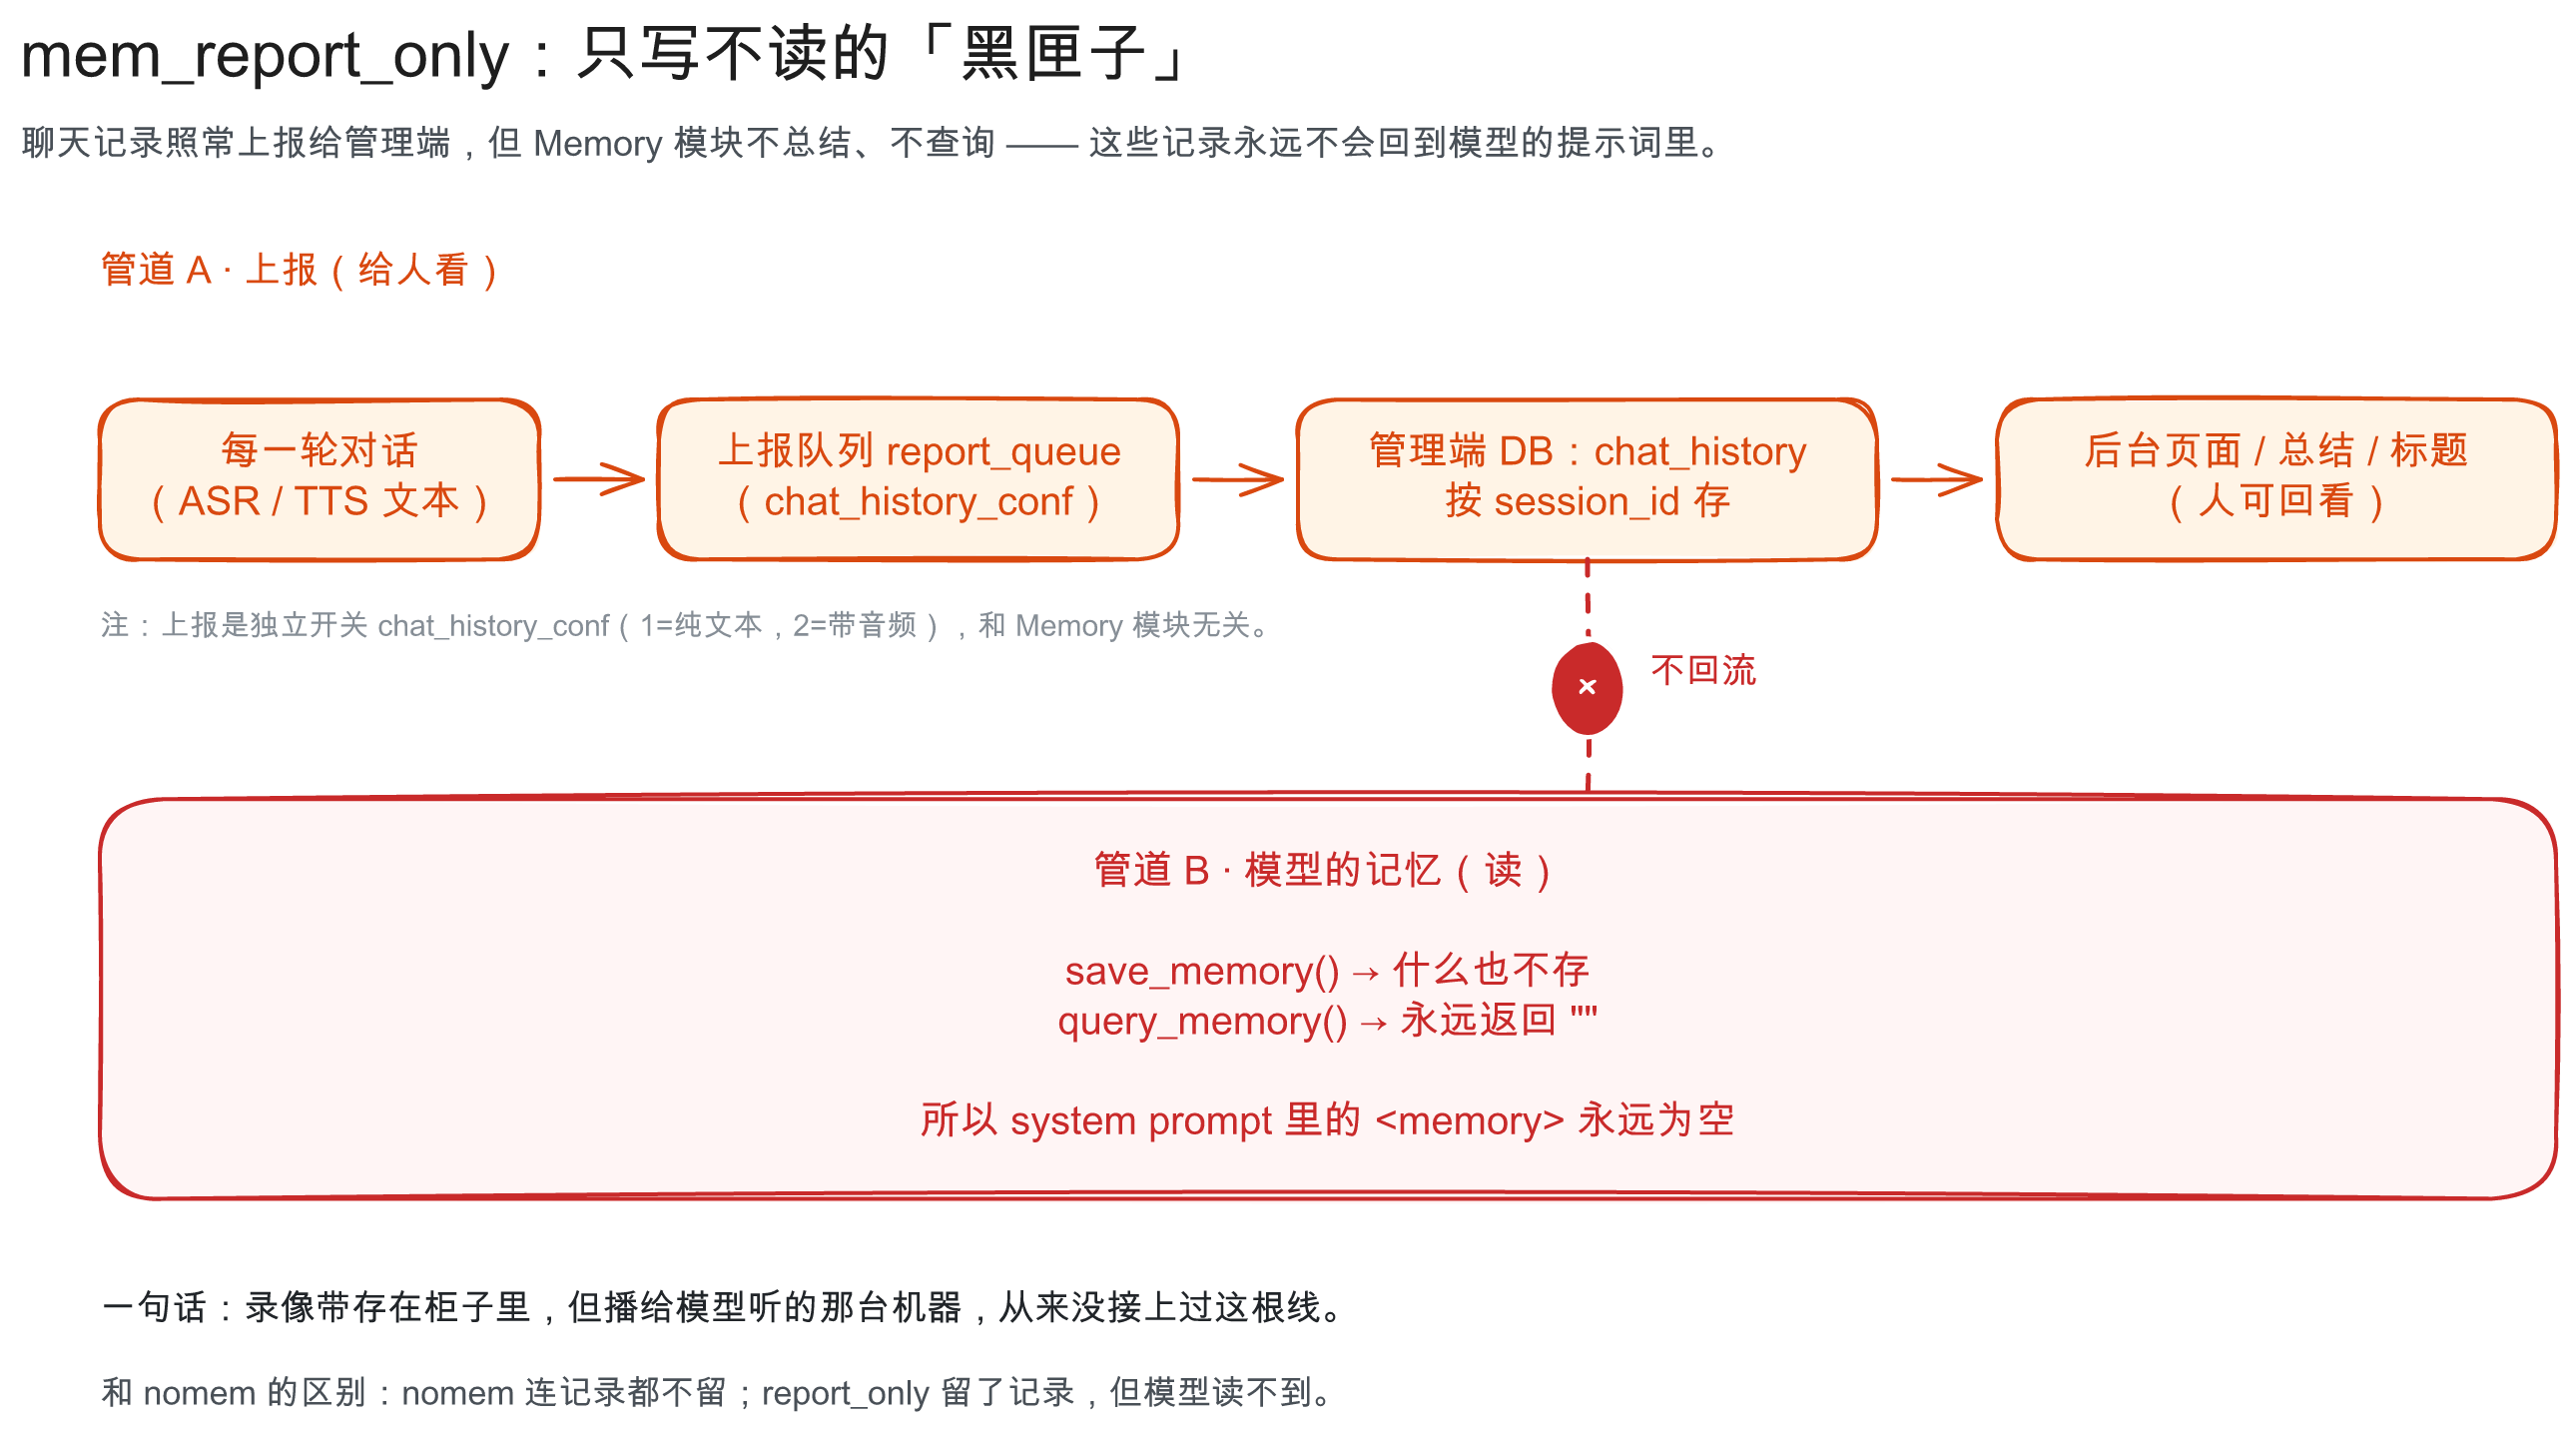 mem_report_only：只写不读的「黑匣子」
聊天记录照常上报给管理端，但 Memory 模块不总结、不查询 —— 这些记录永远不会回到模型的提示词里。
管道 A · 上报（给人看）
每一轮对话
（ASR / TTS 文本）
上报队列 report_queue
（chat_history_conf）
管理端 DB：chat_history
按 session_id 存
后台页面 / 总结 / 标题
（人可回看）
注：上报是独立开关 chat_history_conf（1=纯文本，2=带音频），和 Memory 模块无关。
×
不回流
管道 B · 模型的记忆（读）
save_memory() → 什么也不存
query_memory() → 永远返回 ""
所以 system prompt 里的 <memory> 永远为空
一句话：录像带存在柜子里，但播给模型听的那台机器，从来没接上过这根线。
和 nomem 的区别：nomem 连记录都不留；report_only 留了记录，但模型读不到。